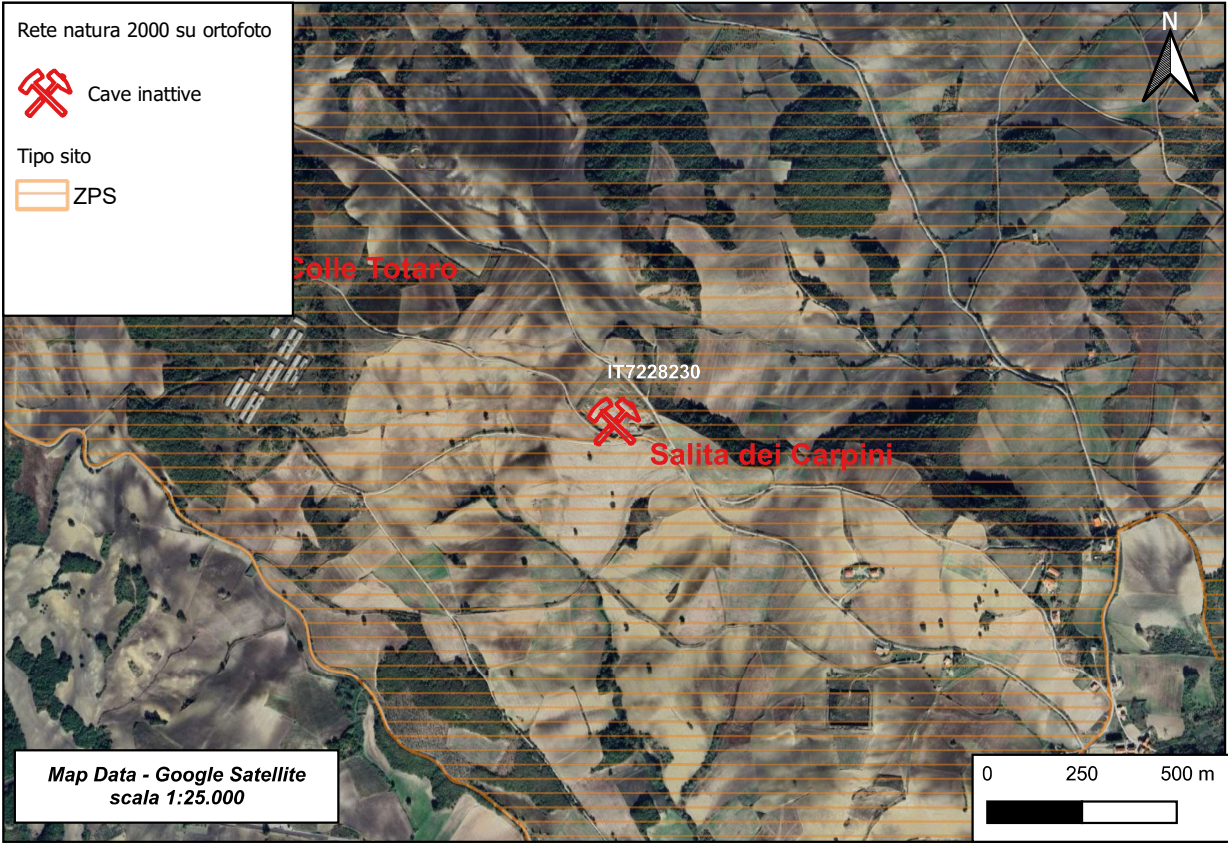 Rete natura 2000 su ortofoto
Cave inattive
Tipo sito
ZPS
N
Colle Totaro
IT7228230
Salita dei Carpini
Map Data - Google Satellite
scala 1:25.000
0 250 500 m